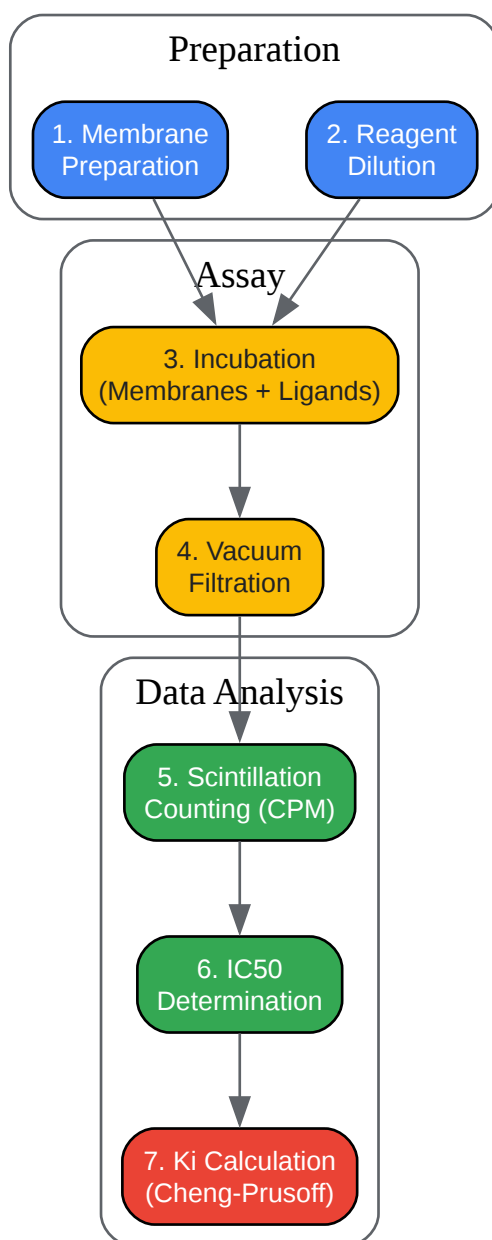 Preparation
1. Membrane
Preparation
2. Reagent
Dilution
Assay
3. Incubation
(Membranes + Ligands)
4. Vacuum
Filtration
Data Analysis
5. Scintillation
Counting (CPM)
6. IC50
Determination
7. Ki Calculation
(Cheng-Prusoff)